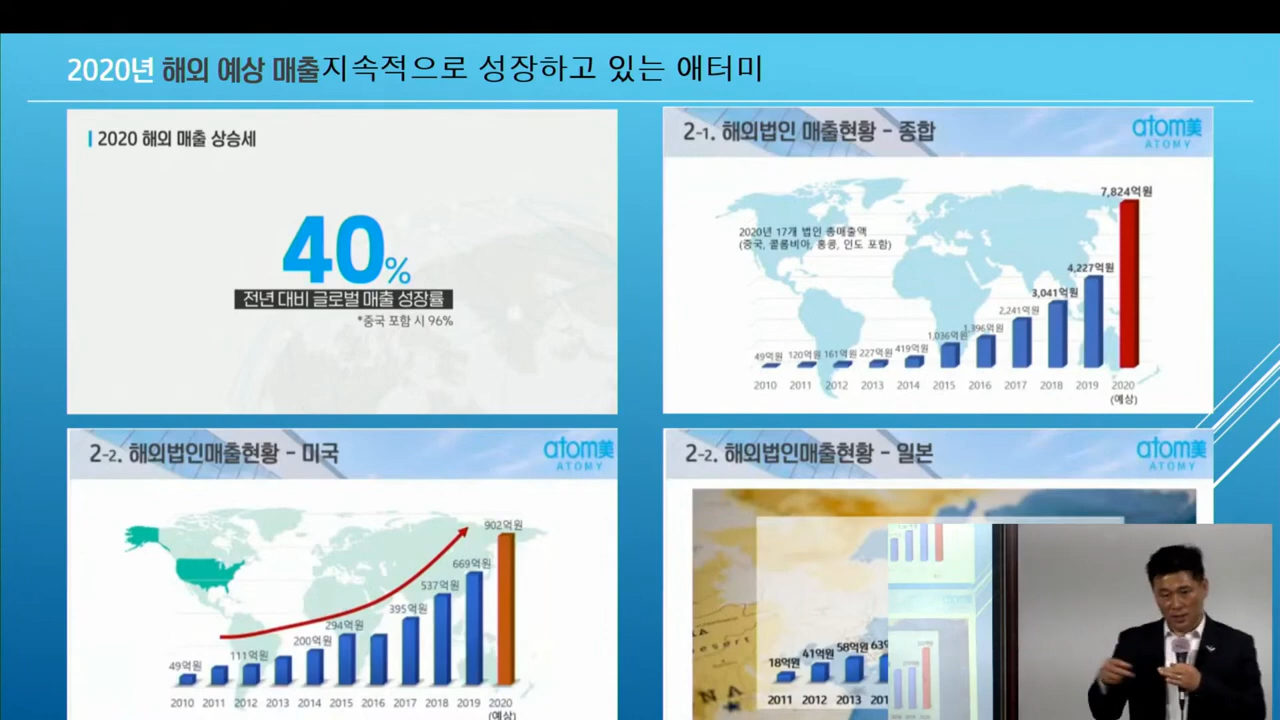 2020년 해외 예상 매출지속적으로 성장하고 있는 애터미
2020 해외 매출 상승세
40%
전년 대비 글로벌 매출 성장률
*중국 포함 시 96%
2-1. 해외법인 매출현황 - 종합
atom美
ATOMY
2020년 17개 법인 총매출액
(중국, 콜롬비아, 홍콩, 인도 포함)
49억원 120억원 161억원 227억원 419억원 1,036억원 1,396억원 2,241억원 3,041억원 4,227억원 7,824억원
2010 2011 2012 2013 2014 2015 2016 2017 2018 2019 2020
(예상)
2-2. 해외법인매출현황 - 미국
atom美
ATOMY
49억원 111억원 200억원 294억원 395억원 537억원 669억원 902억원
2010 2011 2012 2013 2014 2015 2016 2017 2018 2019 2020
(예상)
2-2. 해외법인매출현황 - 일본
atom美
ATOMY
18억원 41억원 58억원 63억
2011 2012 2013 201